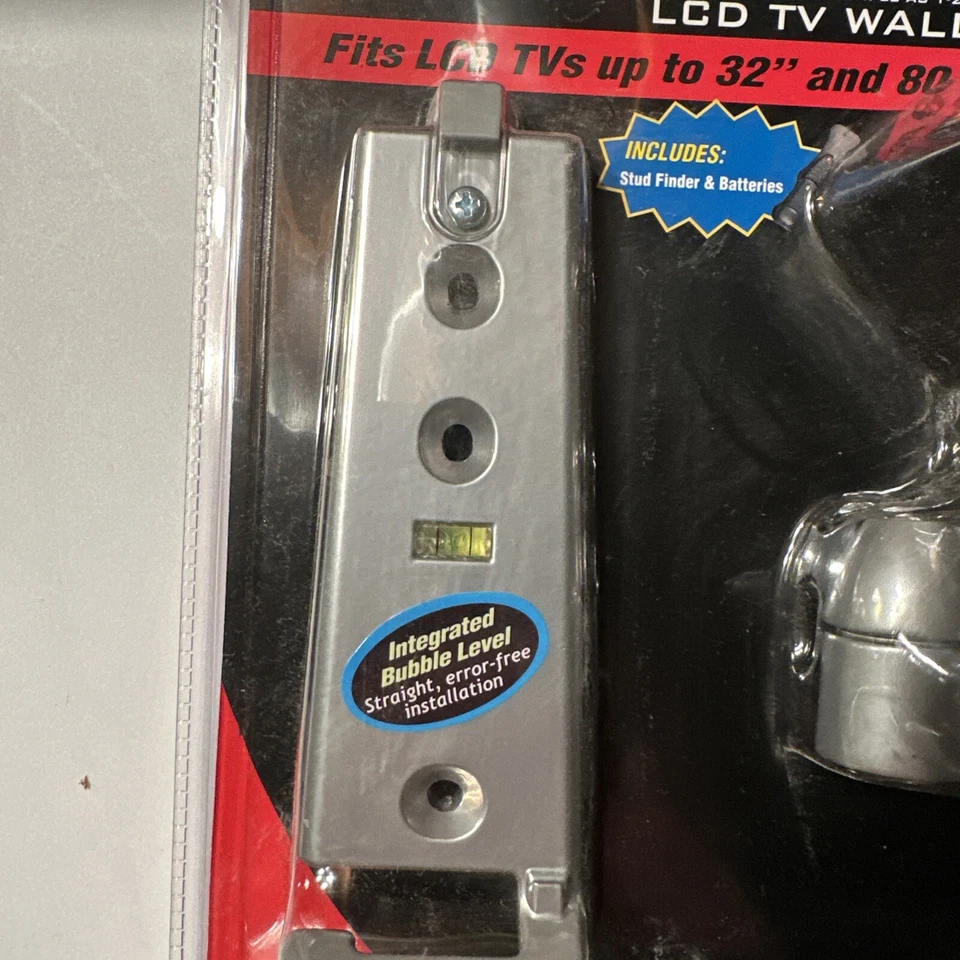 LCD TV WALL
Fits LCD TVs up to 32” and 80
INCLUDES:
Stud Finder & Batteries
Integrated
Bubble Level
Straight, error-free
installation